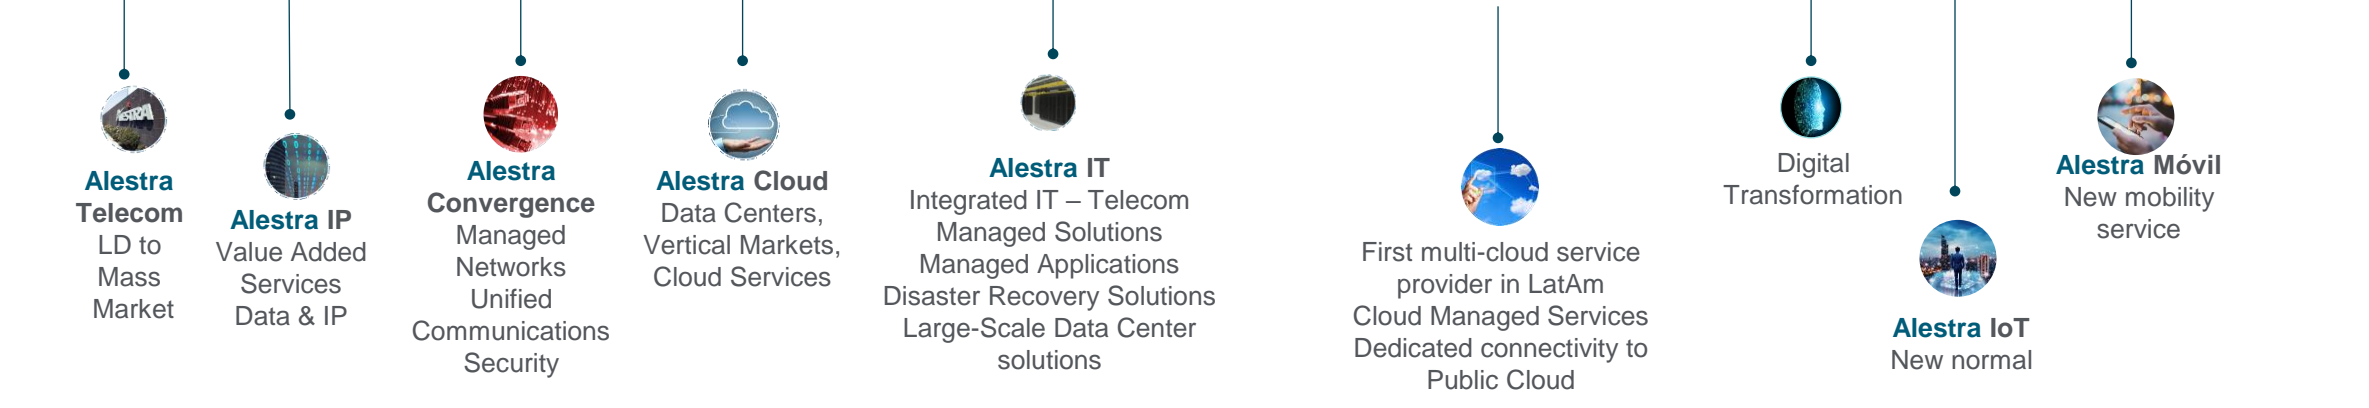 Alestra
Telecom
LD to
Mass
Market
Alestra IP
Value Added
Services
Data & IP
Alestra
Convergence
Managed
Networks
Unified
Communications
Security
Alestra Cloud
Data Centers,
Vertical Markets,
Cloud Services
Alestra IT
Integrated IT – Telecom
Managed Solutions
Managed Applications
Disaster Recovery Solutions
Large-Scale Data Center
solutions
First multi-cloud service
provider in LatAm
Cloud Managed Services
Dedicated connectivity to
Public Cloud
Digital
Transformation
Alestra IoT
New normal
Alestra Móvil
New mobility
service